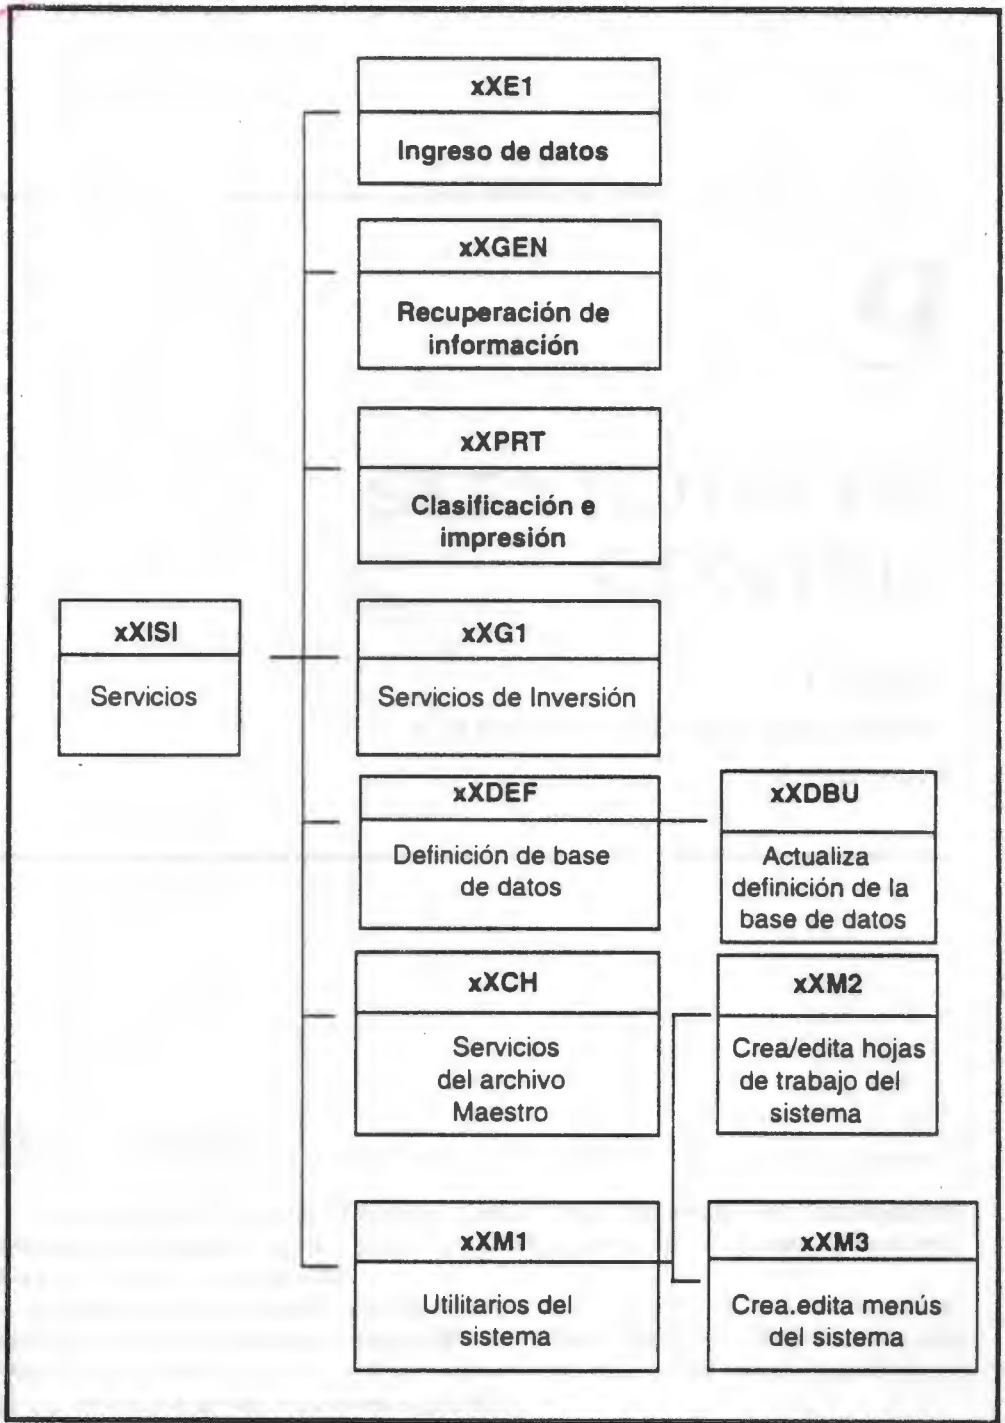 xXE1
Ingreso de datos
xXGEN
Recuperación de
información
xXPRT
Clasificación e
impresión
xXISI
Servicios
xXG1
Servicios de Inversión
xXDEF
Definición de base
de datos
xXDBU
Actualiza
definición de la
base de datos
xXCH
Servicios
del archivo
Maestro
xXM2
Crea/edita hojas
de trabajo del
sistema
xXM1
Utilitarios del
sistema
xXM3
Crea.edita menús
del sistema